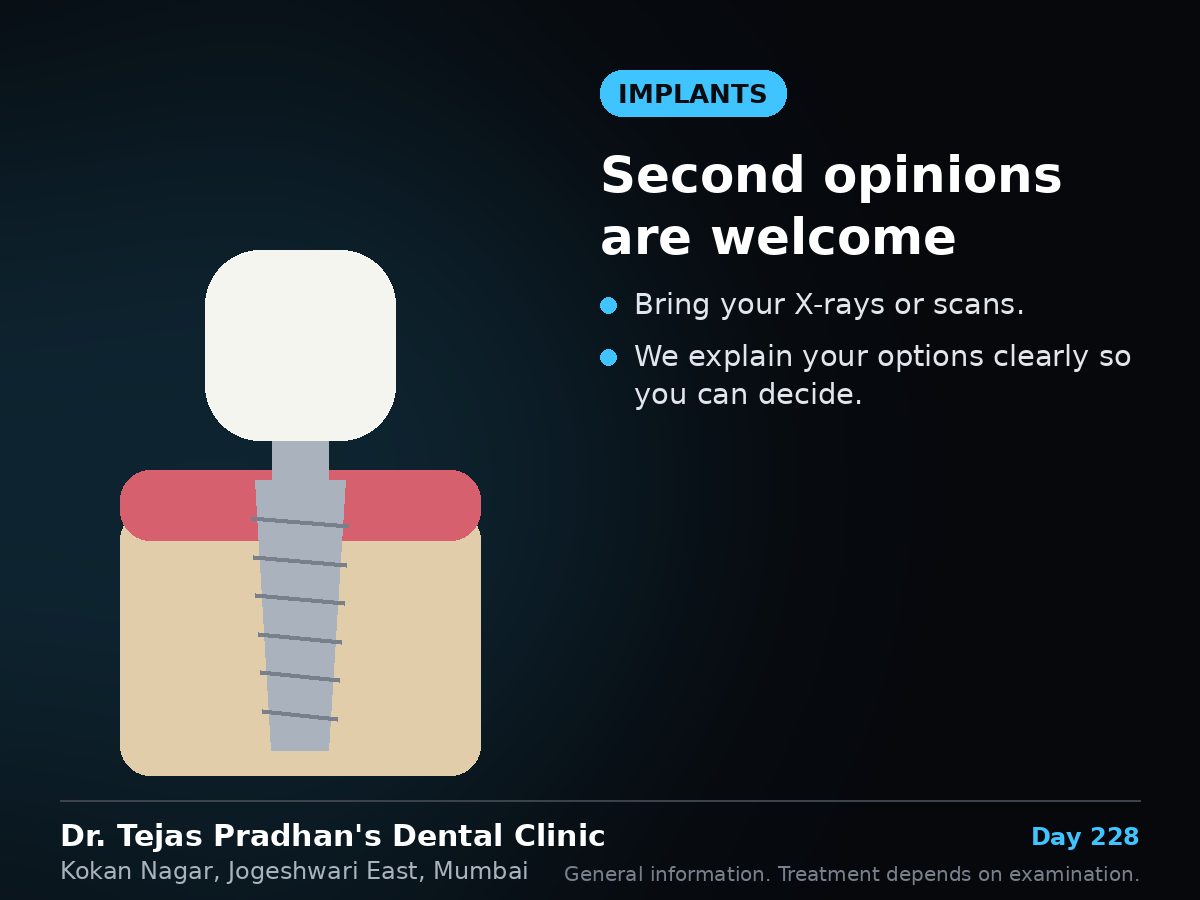 IMPLANTS
Second opinions
are welcome
Bring your X-rays or scans.
We explain your options clearly so
you can decide.
Dr. Tejas Pradhan's Dental Clinic
Day 228
Kokan Nagar, Jogeshwari East, Mumbai
General information. Treatment depends on examination.